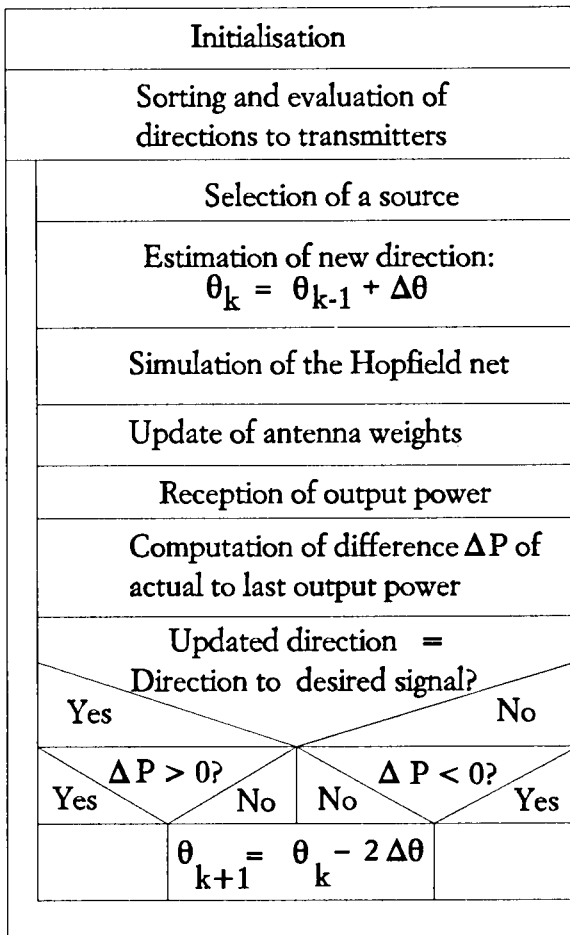 Initialisation
Sorting and evaluation of
directions to transmitters
Selection of a source
Estimation of new direction:
θk = θk-1 + Δθ
Simulation of the Hopfield net
Update of antenna weights
Reception of output power
Computation of difference ΔP of
actual to last output power
Updated direction =
Direction to desired signal?
Yes No
ΔP > 0? ΔP < 0?
Yes No No Yes
θk+1 = θk - 2 Δθ